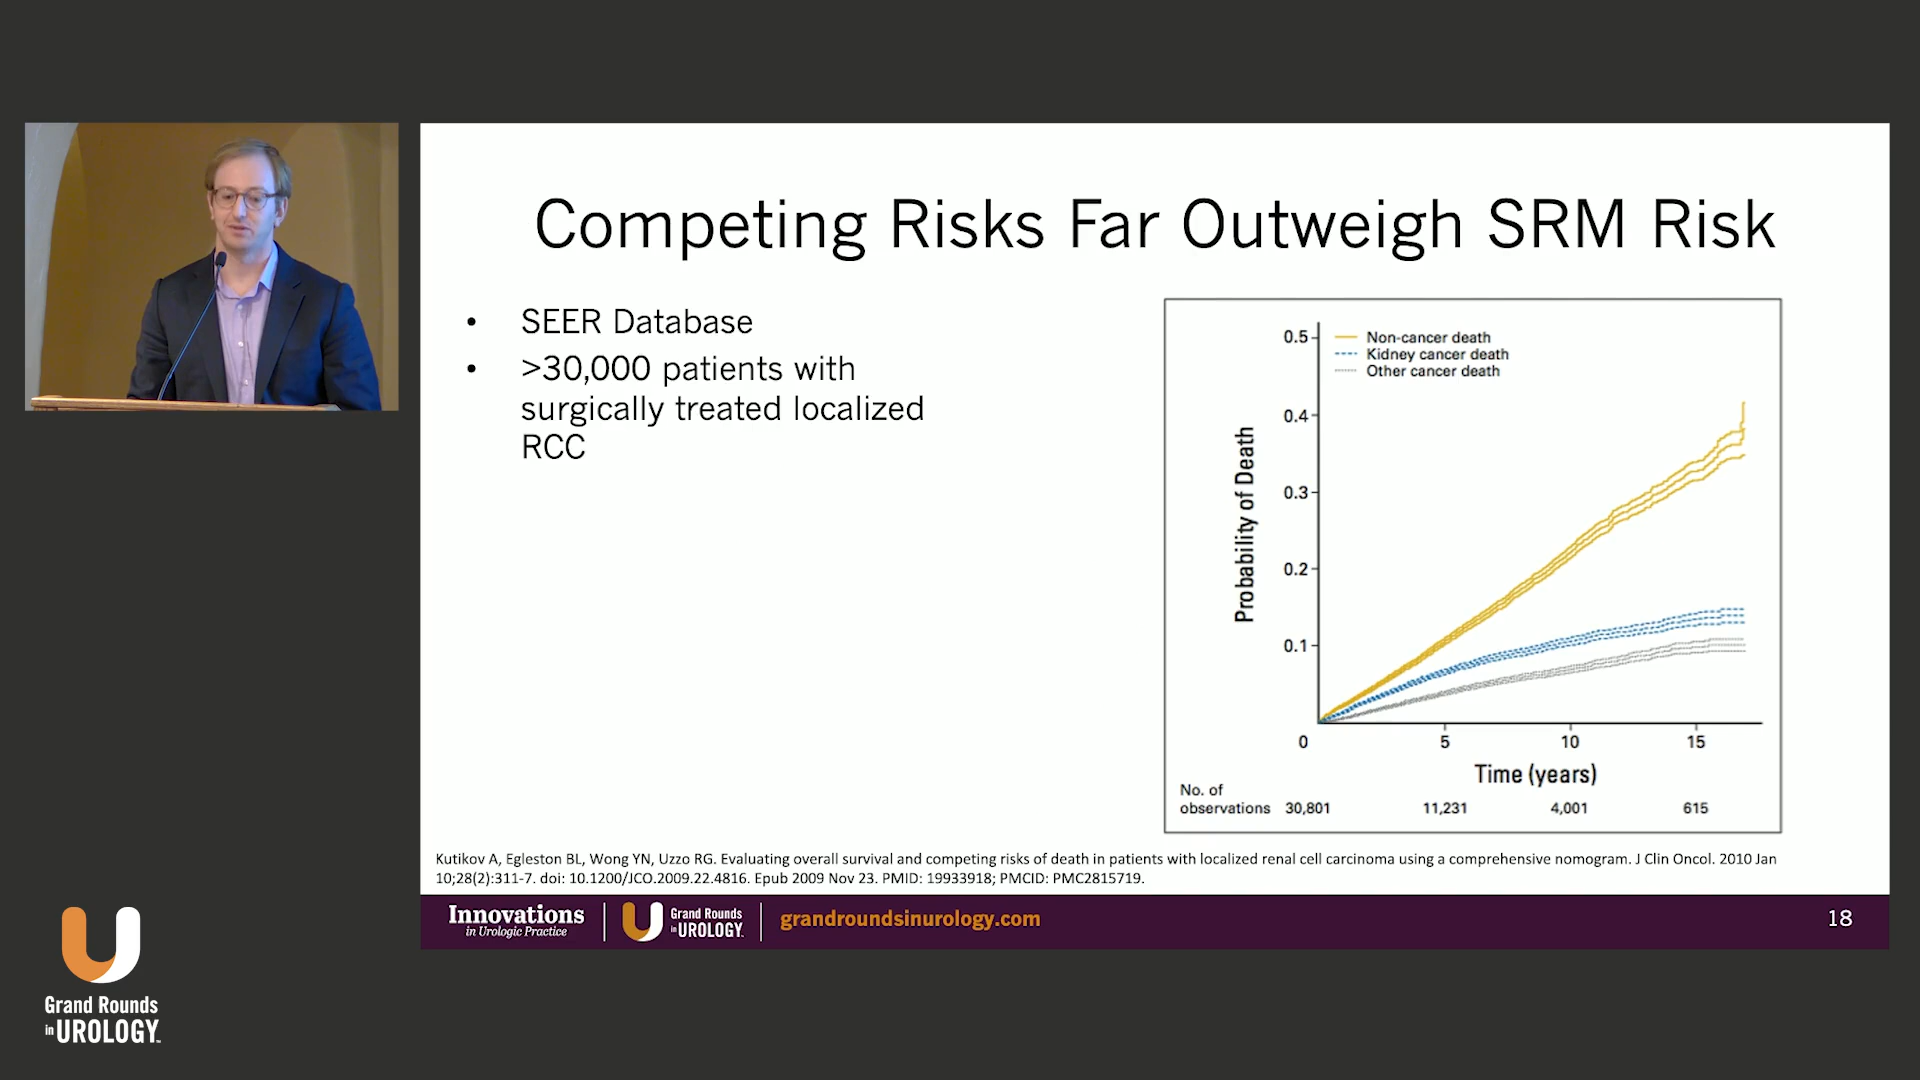 Competing Risks Far Outweigh SRM Risk
• SEER Database
• >30,000 patients with
surgically treated localized
RCC
0.5
0.4
0.3
0.2
0.1
Probability of Death
Non-cancer death
Kidney cancer death
Other cancer death
0 5 10 15
Time (years)
No. of
observations 30,801 11,231 4,001 615
Kutikov A, Egleston BL, Wong YN, Uzzo RG. Evaluating overall survival and competing risks of death in patients with localized renal cell carcinoma using a comprehensive nomogram. J Clin Oncol. 2010 Jan
10;28(2):311-7. doi: 10.1200/JCO.2009.22.4816. Epub 2009 Nov 23. PMID: 19933918; PMCID: PMC2815719.
Innovations
in Urologic Practice
Grand Rounds
in UROLOGY™
grandroundsinurology.com
18
Grand Rounds
in UROLOGY™